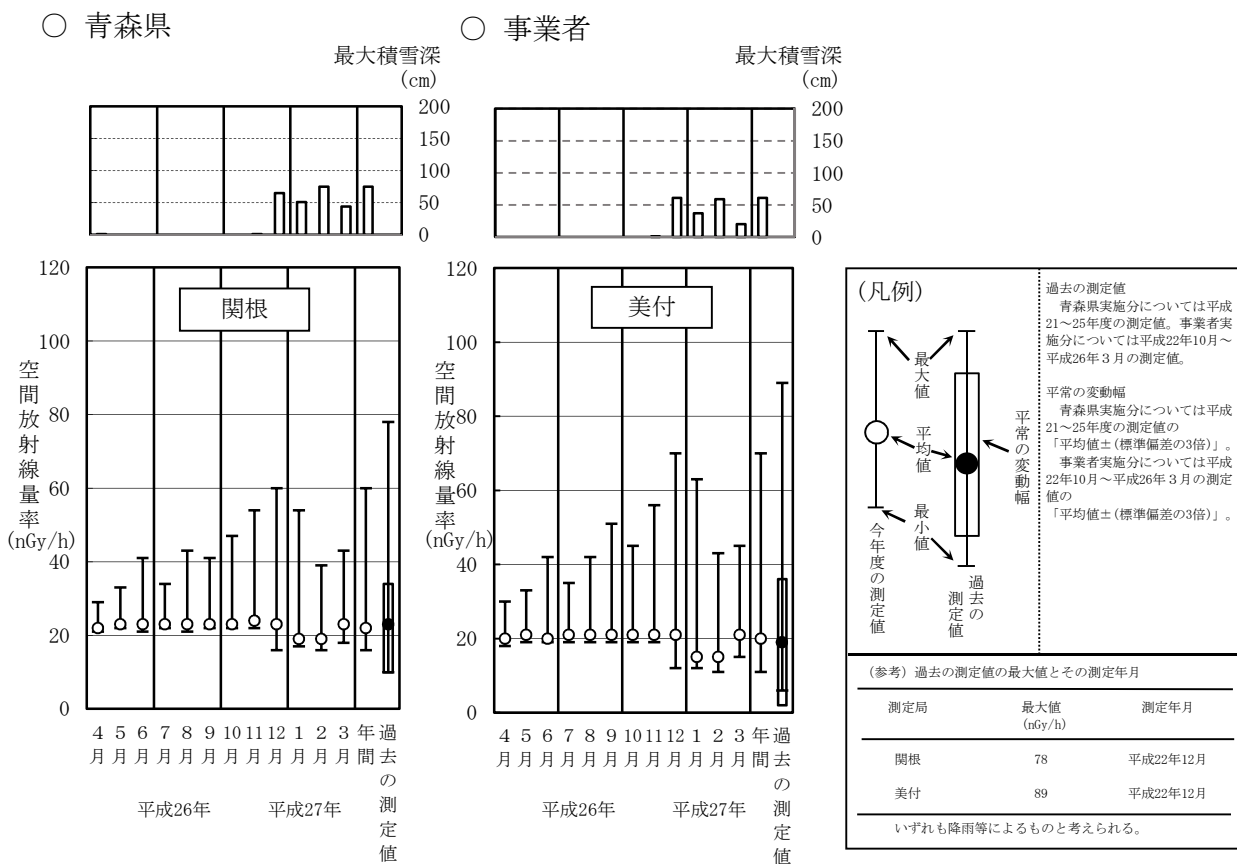 ○ 青森県
最大積雪深
(cm)
200
150
100
50
0
120
100
80
60
40
20
0
関根
空間放射線量率
(nGy/h)
4月 5月 6月 7月 8月 9月 10月 11月 12月 1月 2月 3月 年間 過去の測定値
平成26年 平成27年
○ 事業者
最大積雪深
(cm)
200
150
100
50
0
120
100
80
60
40
20
0
美付
空間放射線量率
(nGy/h)
4月 5月 6月 7月 8月 9月 10月 11月 12月 1月 2月 3月 年間 過去の測定値
平成26年 平成27年
(凡例)
最大値
平均値
最小値
平常の変動幅
今年度の測定値
過去の測定値
過去の測定値
青森県実施分については平成
21～25年度の測定値。事業者実
施分については平成22年10月～
平成26年３月の測定値。
平常の変動幅
青森県実施分については平成
21～25年度の測定値の
「平均値±(標準偏差の3倍)」。
事業者実施分については平成
22年10月～平成26年３月の測定
値の
「平均値±(標準偏差の3倍)」。
(参考) 過去の測定値の最大値とその測定年月
測定局 最大値 測定年月
(nGy/h)
関根 78 平成22年12月
美付 89 平成22年12月
いずれも降雨等によるものと考えられる。